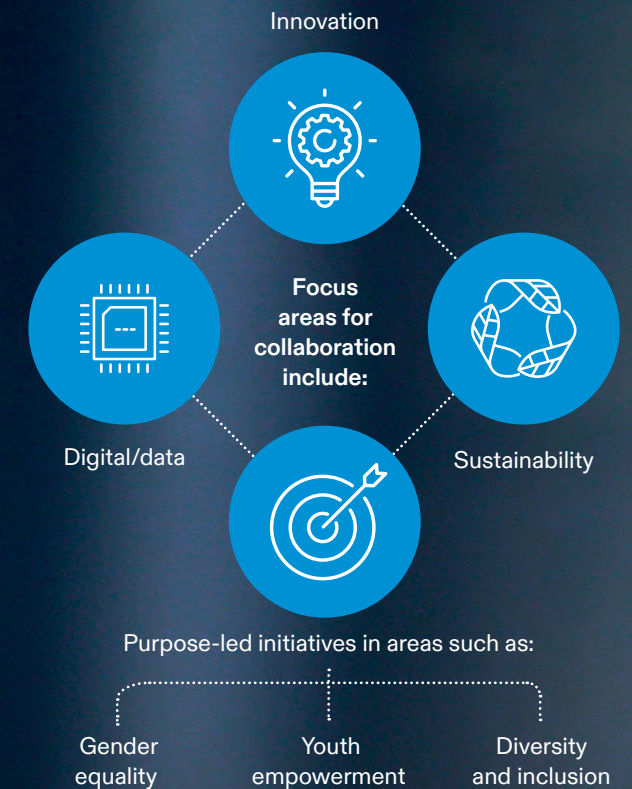 Innovation
Focus
areas for
collaboration
include:
Digital/data
Sustainability
Purpose-led initiatives in areas such as:
Gender
equality
Youth
empowerment
Diversity
and inclusion